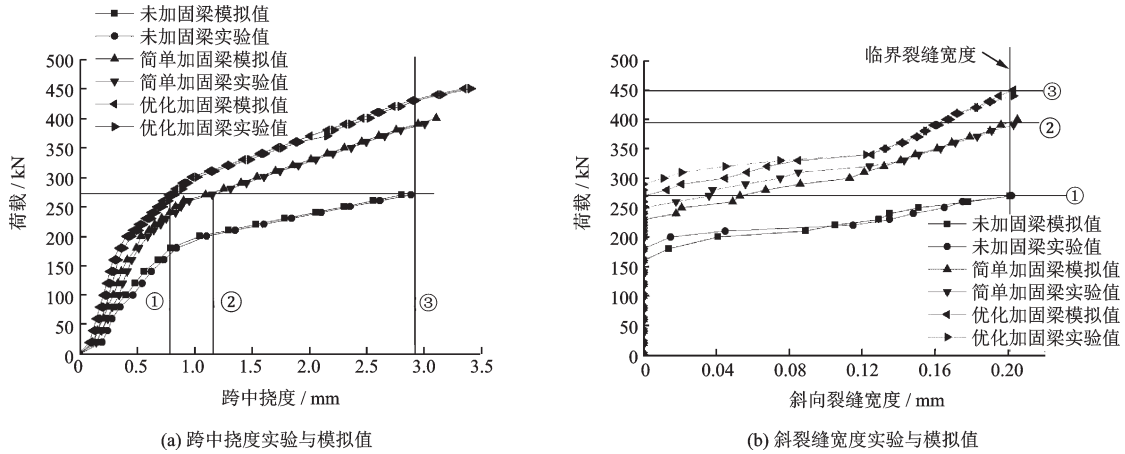 未加固梁模拟值
未加固梁实验值
简单加固梁模拟值
简单加固梁实验值
优化加固梁模拟值
优化加固梁实验值
500
450
400
350
300
250
200
150
100
50
0
荷载 / kN
① ② ③
0 0.5 1.0 1.5 2.0 2.5 3.0 3.5
跨中挠度 / mm
(a) 跨中挠度实验与模拟值
临界裂缝宽度
500
450
400
350
300
250
200
150
100
50
0
荷载 / kN
③
②
①
未加固梁模拟值
未加固梁实验值
简单加固梁模拟值
简单加固梁实验值
优化加固梁模拟值
优化加固梁实验值
0 0.04 0.08 0.12 0.16 0.20
斜向裂缝宽度 / mm
(b) 斜裂缝宽度实验与模拟值